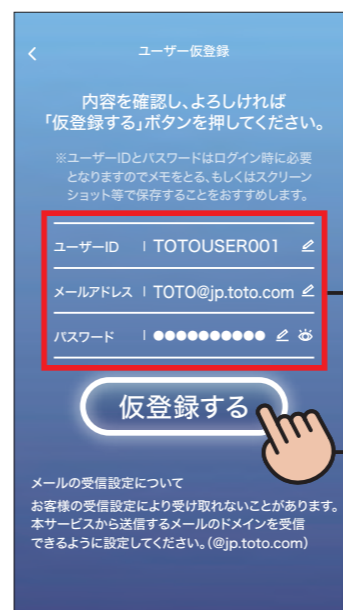 ユーザー仮登録
内容を確認し、よろしければ
「仮登録する」ボタンを押してください。
※ユーザーIDとパスワードはログイン時に必要
となりますのでメモをとる、もしくはスクリーン
ショット等で保存することをおすすめします。
ユーザーID | TOTOUSER001
メールアドレス | TOTO@jp.toto.com
パスワード | ●●●●●●●●●●
仮登録する
メールの受信設定について
お客様の受信設定により受け取れないことがあります。
本サービスから送信するメールのドメインを受信
できるように設定してください。(@jp.toto.com)